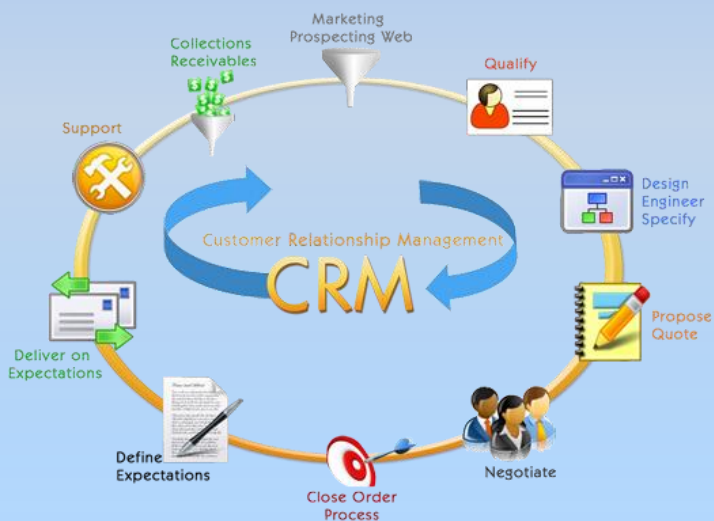 Marketing
Prospecting Web
Qualify
Design
Engineer
Specify
Propose
Quote
Negotiate
Close Order
Process
Define
Expectations
Deliver on
Expectations
Support
Collections
Receivables
Customer Relationship Management
CRM